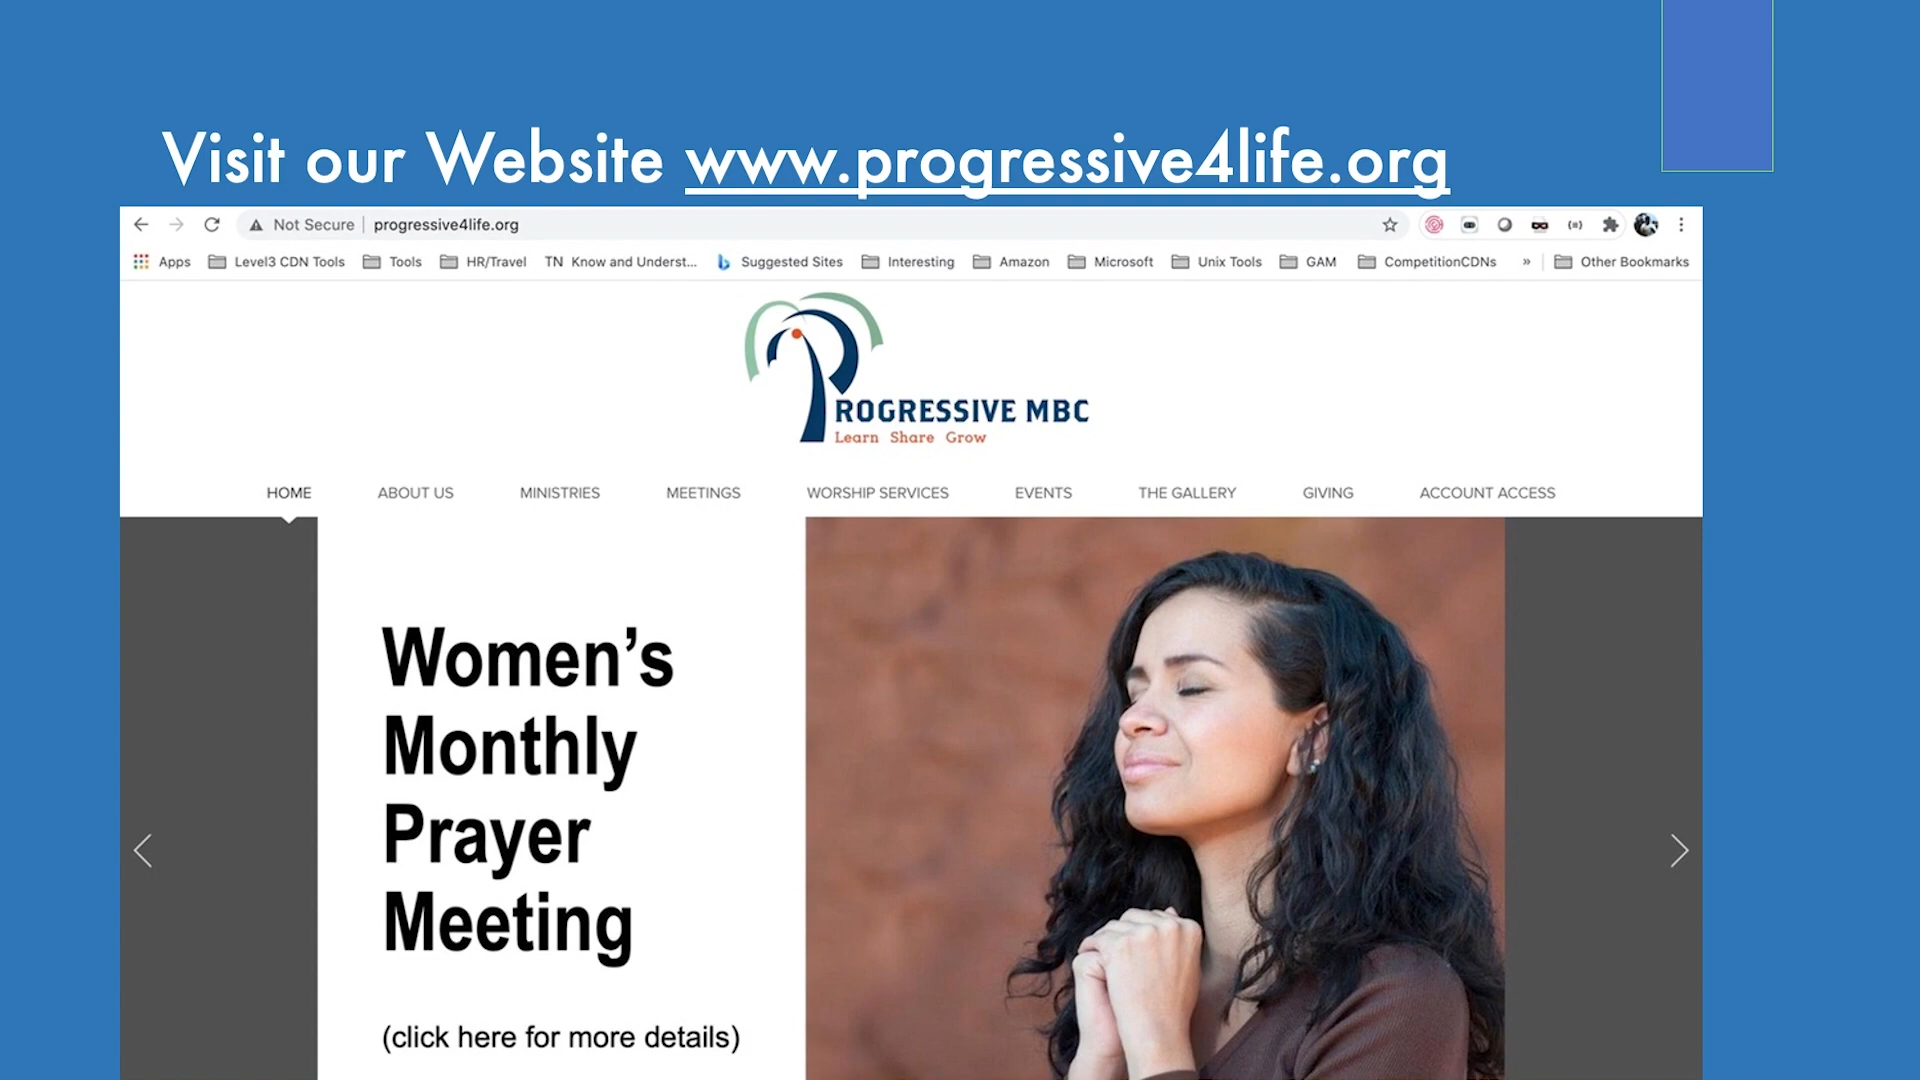 Visit our Website www.progressive4life.org
Not Secure progressive4life.org
Apps Level3 CDN Tools Tools HR/Travel TN Know and Underst... Suggested Sites Interesting Amazon Microsoft Unix Tools GAM CompetitionCDNs » Other Bookmarks
PROGRESSIVE MBC
Learn Share Grow
HOME ABOUT US MINISTRIES MEETINGS WORSHIP SERVICES EVENTS THE GALLERY GIVING ACCOUNT ACCESS
Women’s
Monthly
Prayer
Meeting
(click here for more details)